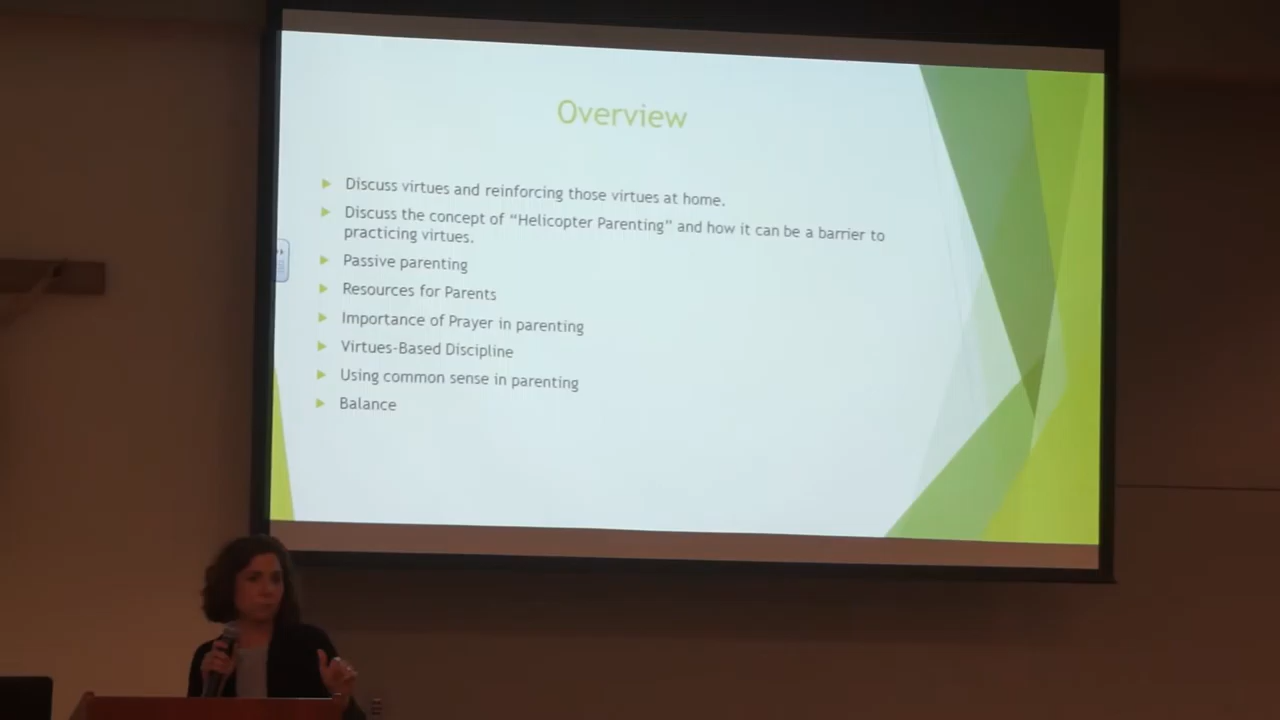 Overview
Discuss virtues and reinforcing those virtues at home.
Discuss the concept of “Helicopter Parenting” and how it can be a barrier to
practicing virtues.
Passive parenting
Resources for Parents
Importance of Prayer in parenting
Virtues-Based Discipline
Using common sense in parenting
Balance